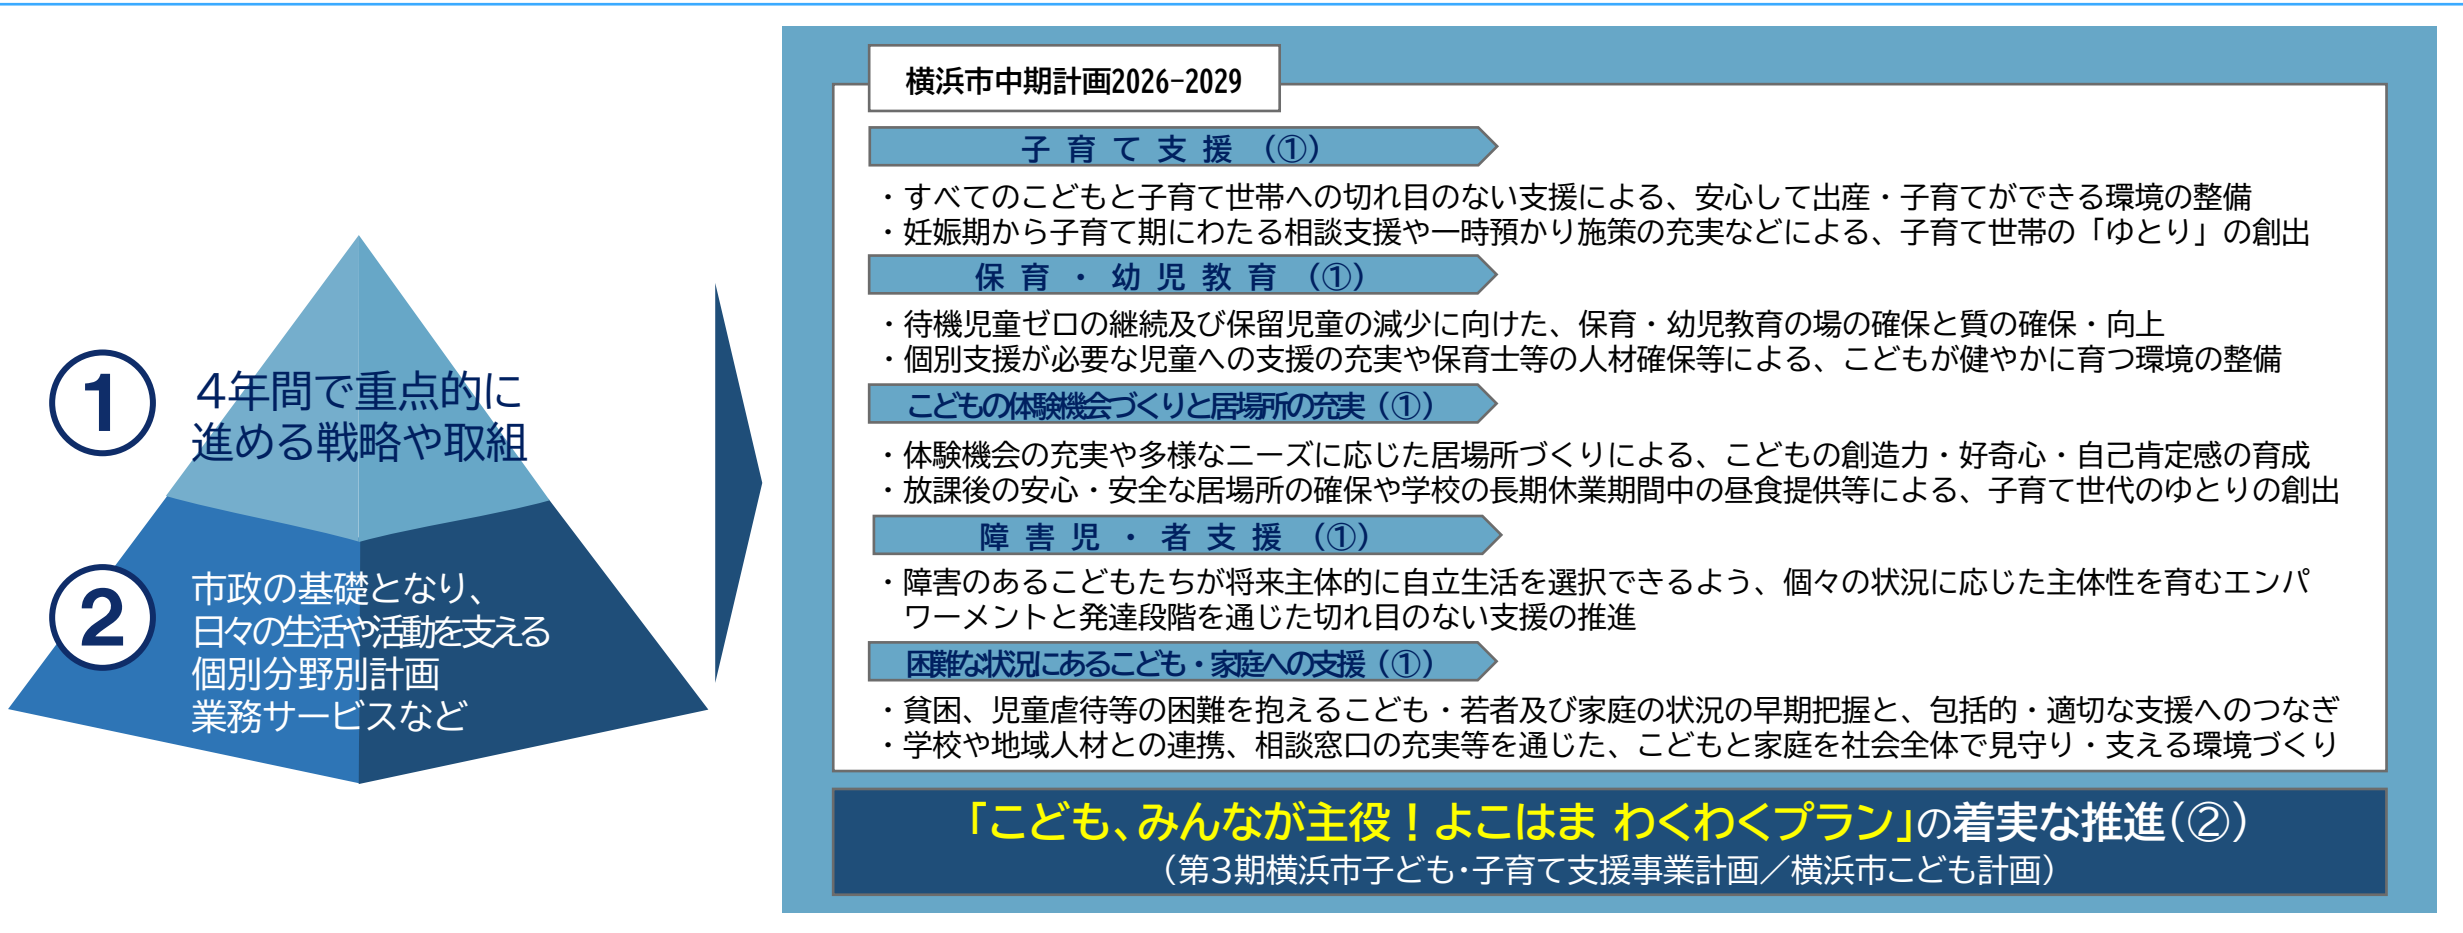 ①
4年間で重点的に
進める戦略や取組
②
市政の基礎となり、
日々の生活や活動を支える
個別分野別計画
業務サービスなど
横浜市中期計画2026-2029
子育て支援（①）
・すべてのこどもと子育て世帯への切れ目のない支援による、安心して出産・子育てができる環境の整備
・妊娠期から子育て期にわたる相談支援や一時預かり施策の充実などによる、子育て世帯の「ゆとり」の創出
保育・幼児教育（①）
・待機児童ゼロの継続及び保留児童の減少に向けた、保育・幼児教育の場の確保と質の確保・向上
・個別支援が必要な児童への支援の充実や保育士等の人材確保等による、こどもが健やかに育つ環境の整備
こどもの体験機会づくりと居場所の充実（①）
・体験機会の充実や多様なニーズに応じた居場所づくりによる、こどもの創造力・好奇心・自己肯定感の育成
・放課後の安心・安全な居場所の確保や学校の長期休業期間中の昼食提供等による、子育て世代のゆとりの創出
障害児・者支援（①）
・障害のあるこどもたちが将来主体的に自立生活を選択できるよう、個々の状況に応じた主体性を育むエンパ
ワーメントと発達段階を通じた切れ目のない支援の推進
困難な状況にあるこども・家庭への支援（①）
・貧困、児童虐待等の困難を抱えるこども・若者及び家庭の状況の早期把握と、包括的・適切な支援へのつなぎ
・学校や地域人材との連携、相談窓口の充実等を通じた、こどもと家庭を社会全体で見守り・支える環境づくり
「こども、みんなが主役！よこはま わくわくプラン」の着実な推進（②）
（第3期横浜市子ども・子育て支援事業計画／横浜市こども計画）